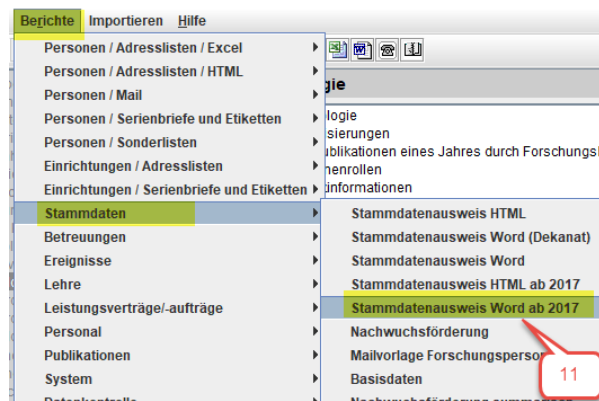 Berichte Importieren Hilfe
Personen / Adresslisten / Excel
Personen / Adresslisten / HTML
Personen / Mail
Personen / Serienbriefe und Etiketten
Personen / Sonderlisten
Einrichtungen / Adresslisten
Einrichtungen / Serienbriefe und Etiketten
Stammdaten
Betreuungen
Ereignisse
Lehre
Leistungsverträge/-aufträge
Personal
Publikationen
System
Datenkontrolle
gie
logie
sierungen
ublikationen eines Jahres durch Forschungs
nenrollen
tinformationen
Stammdatenausweis HTML
Stammdatenausweis Word (Dekanat)
Stammdatenausweis Word
Stammdatenausweis HTML ab 2017
Stammdatenausweis Word ab 2017
Nachwuchsförderung
Mailvorlage Forschungsperso
Basisdaten
11